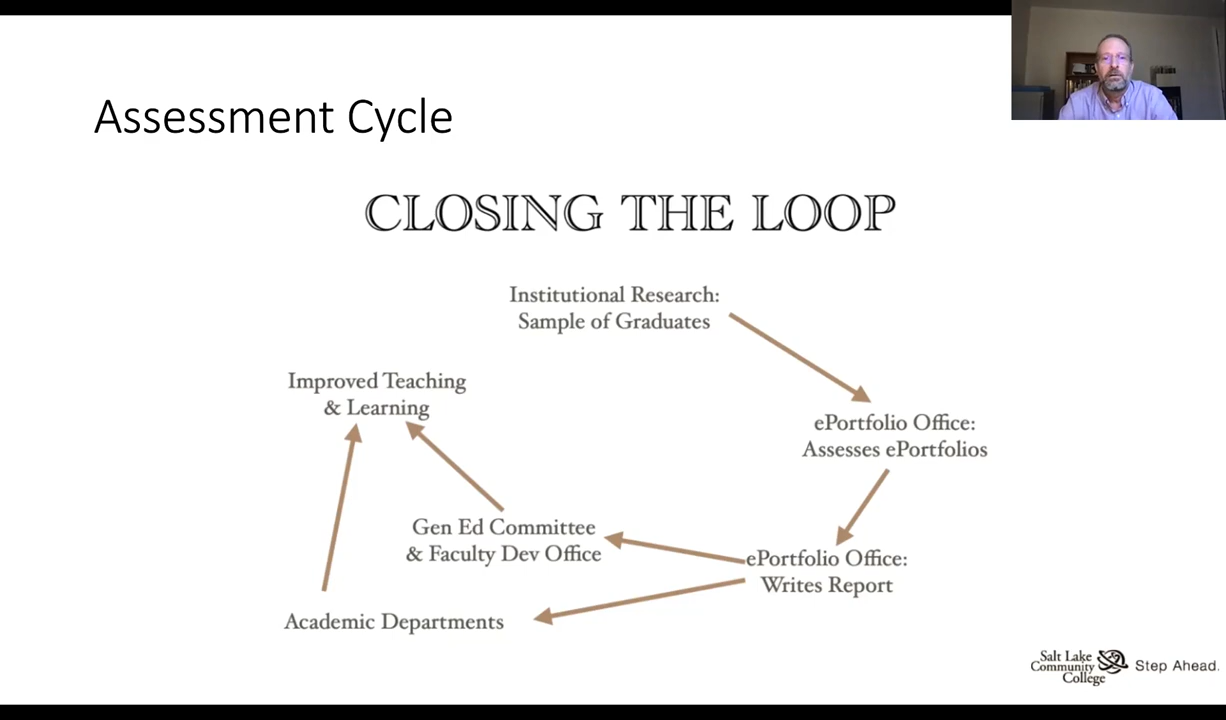 Assessment Cycle
CLOSING THE LOOP
Institutional Research:
Sample of Graduates
Improved Teaching
& Learning
ePortfolio Office:
Assesses ePortfolios
Gen Ed Committee
& Faculty Dev Office
ePortfolio Office:
Writes Report
Academic Departments
Salt Lake
Community
College
Step Ahead.